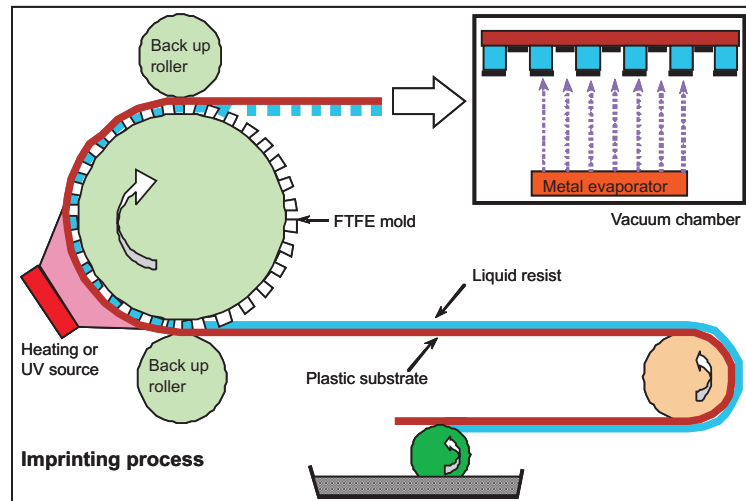 Back up
roller
Metal evaporator
Vacuum chamber
FTFE mold
Liquid resist
Heating or
UV source
Back up
roller
Plastic substrate
Imprinting process